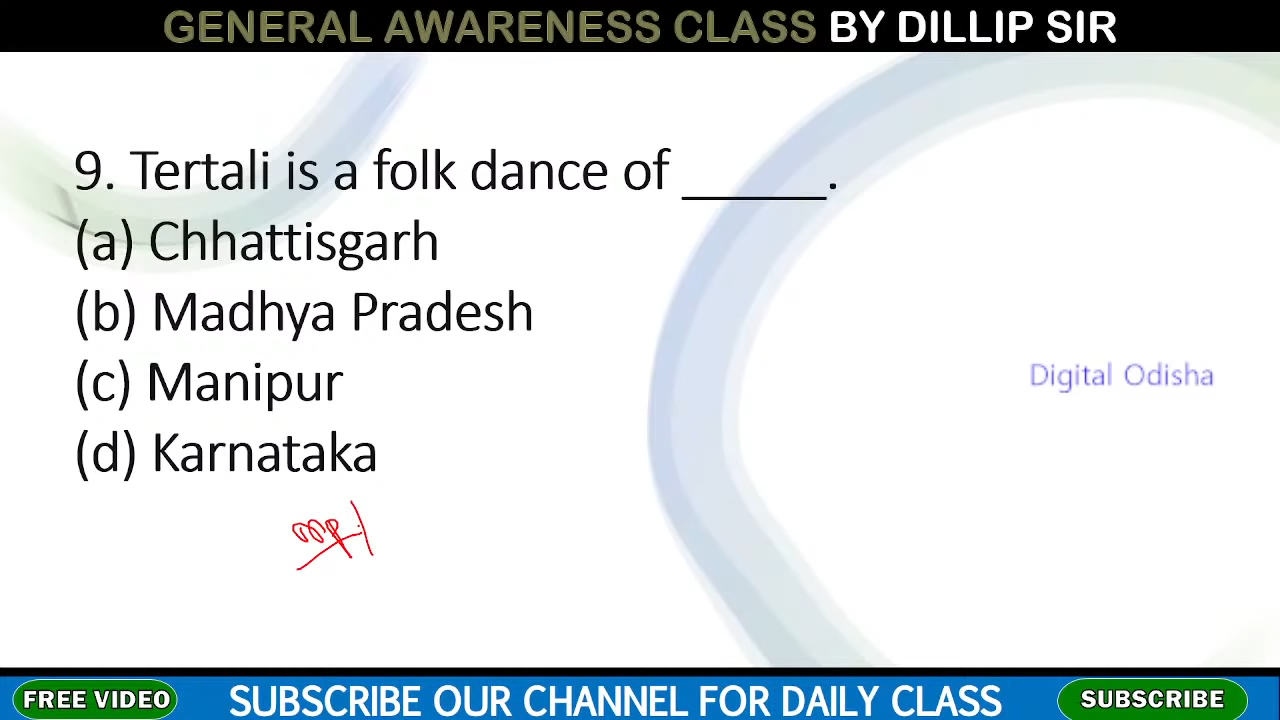 GENERAL AWARENESS CLASS BY DILLIP SIR
9. Tertali is a folk dance of _____.
(a) Chhattisgarh
(b) Madhya Pradesh
(c) Manipur
(d) Karnataka
Digital Odisha
FREE VIDEO
SUBSCRIBE OUR CHANNEL FOR DAILY CLASS
SUBSCRIBE